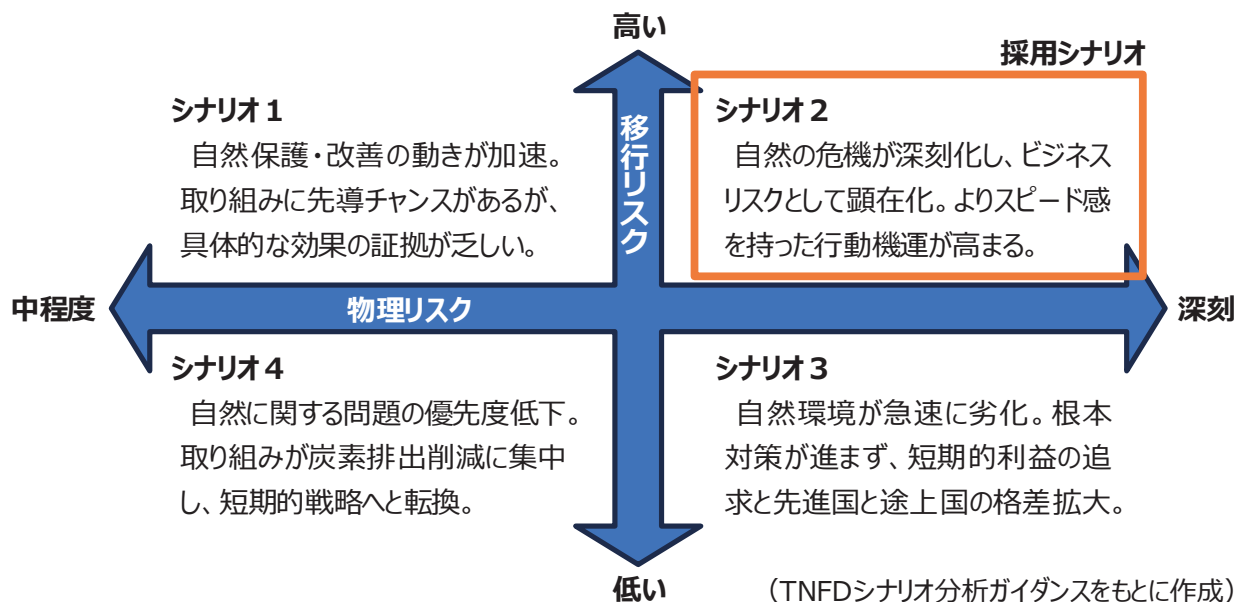 高い
採用シナリオ
シナリオ１
自然保護・改善の動きが加速。
取り組みに先導チャンスがあるが、
具体的な効果の証拠が乏しい。
移行リスク
シナリオ２
自然の危機が深刻化し、ビジネス
リスクとして顕在化。よりスピード感
を持った行動機運が高まる。
中程度
物理リスク
深刻
シナリオ４
自然に関する問題の優先度低下。
取り組みが炭素排出削減に集中
し、短期的戦略へと転換。
シナリオ３
自然環境が急速に劣化。根本
対策が進まず、短期的利益の追
求と先進国と途上国の格差拡大。
低い
（TNFDシナリオ分析ガイダンスをもとに作成）